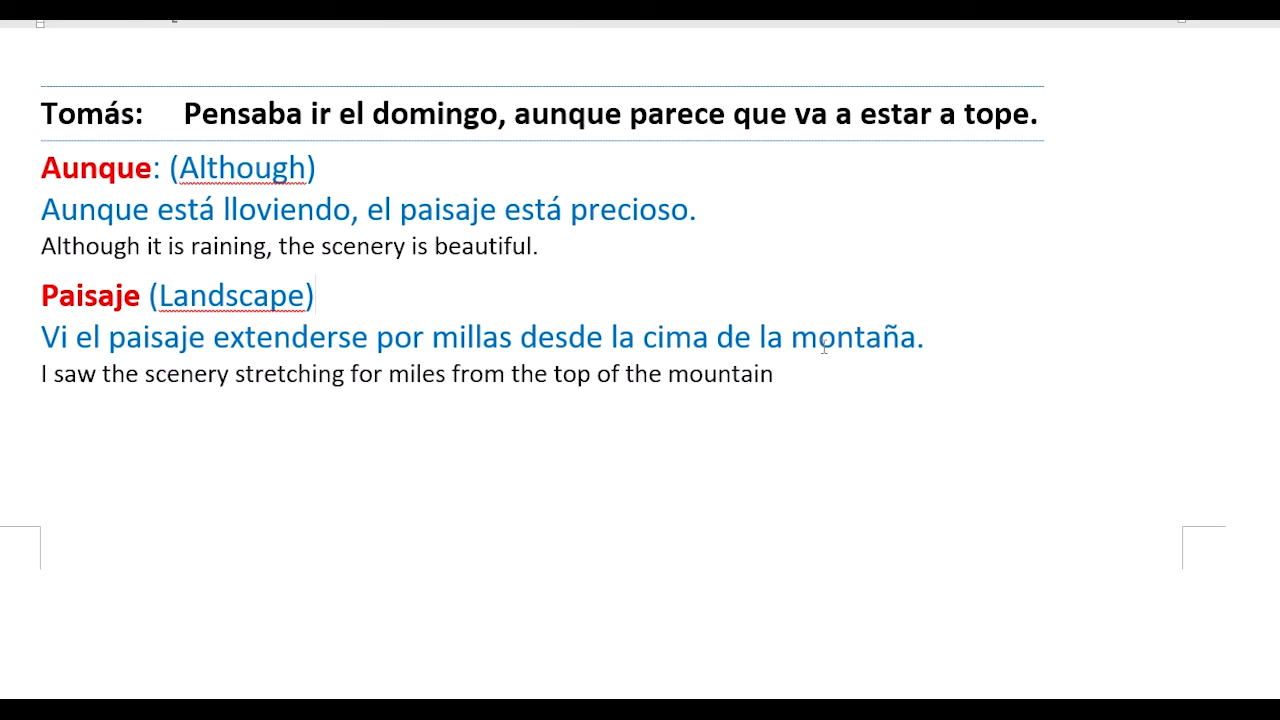 Tomás: Pensaba ir el domingo, aunque parece que va a estar a tope.
Aunque: (Although)
Aunque está lloviendo, el paisaje está precioso.
Although it is raining, the scenery is beautiful.
Paisaje (Landscape)
Vi el paisaje extenderse por millas desde la cima de la montaña.
I saw the scenery stretching for miles from the top of the mountain